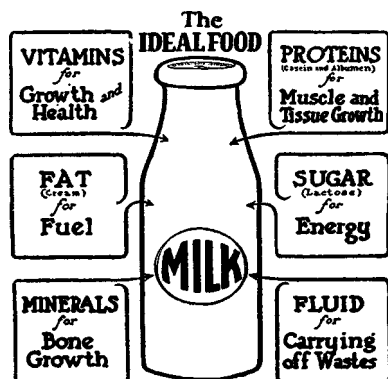 The
IDEAL FOOD
VITAMINS
for
Growth and
Health
PROTEINS
(Casein and Albumen)
for
Muscle and
Tissue Growth
FAT
(Cream)
for
Fuel
SUGAR
(Lactose)
for
Energy
MILK
MINERALS
for
Bone
Growth
FLUID
for
Carrying
off Wastes